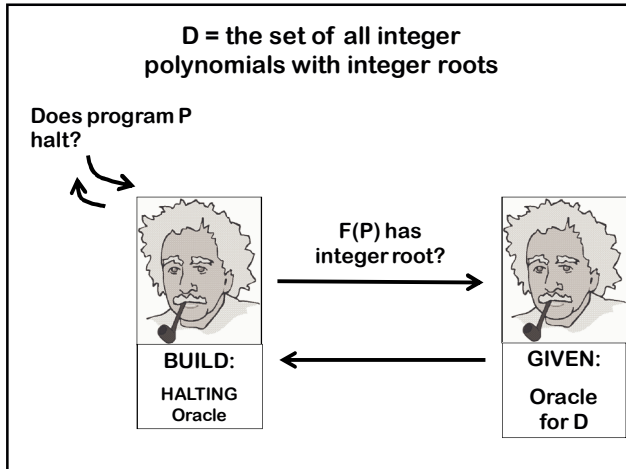 D = the set of all integer
polynomials with integer roots
Does program P
halt?
F(P) has
integer root?
BUILD:
HALTING
Oracle
GIVEN:
Oracle
for D